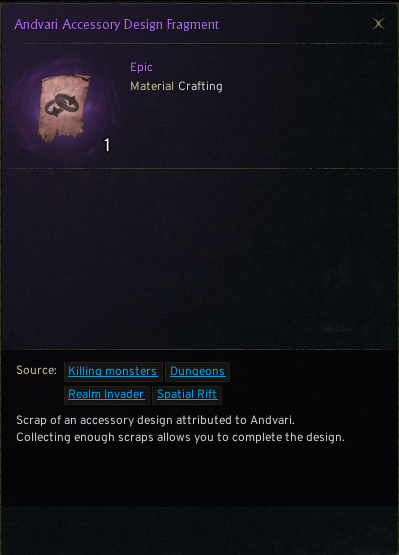 Andvari Accessory Design Fragment
Epic
Material Crafting
1
Source: Killing monsters Dungeons
Realm Invader Spatial Rift
Scrap of an accessory design attributed to Andvari.
Collecting enough scraps allows you to complete the design.